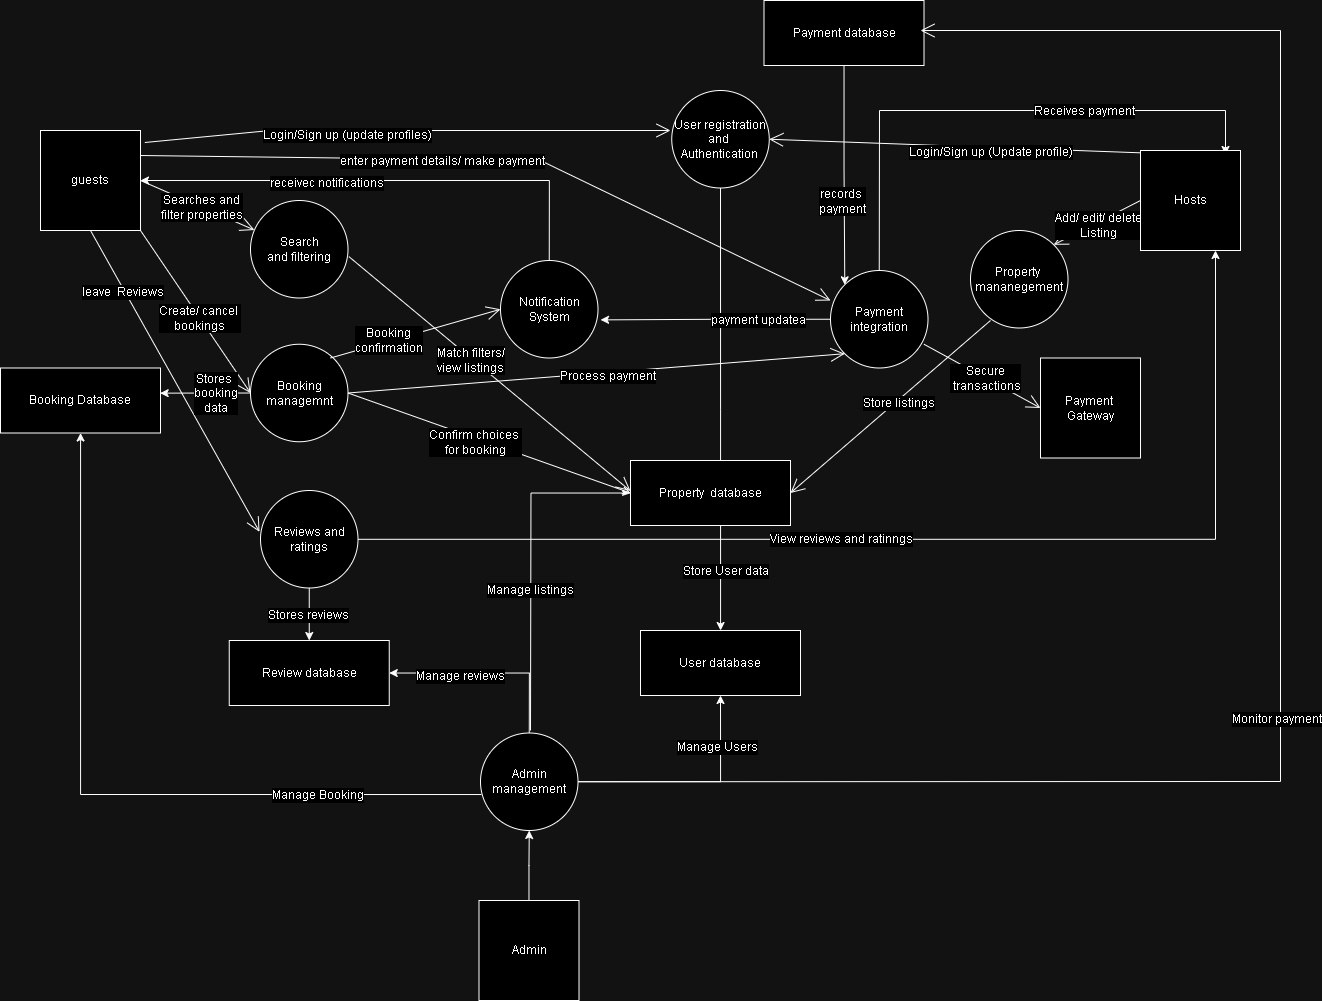 Payment database
Receives payment
User registration
and
Authentication
Login/Sign up (update profiles)
Login/Sign up (Update profile)
enter payment details/ make payment
guests
receivec notifications
Hosts
Searches and
filter properties
records
payment
Add/ edit/ delete
Listing
Search
and filtering
Property
mananegement
leave  Reviews
Create/ cancel
bookings
Notification
System
Payment
integration
payment updatea
Booking
confirmation
Match filters/
view listings
Process payment
Secure
transactions
Stores
booking
data
Booking
managemnt
Booking Database
Store listings
Payment
Gateway
Confirm choices
for booking
Property  database
Reviews and
ratings
View reviews and ratinngs
Store User data
Manage listings
Stores reviews
Review database
Manage reviews
User database
Monitor payment
Manage Users
Admin
management
Manage Booking
Admin